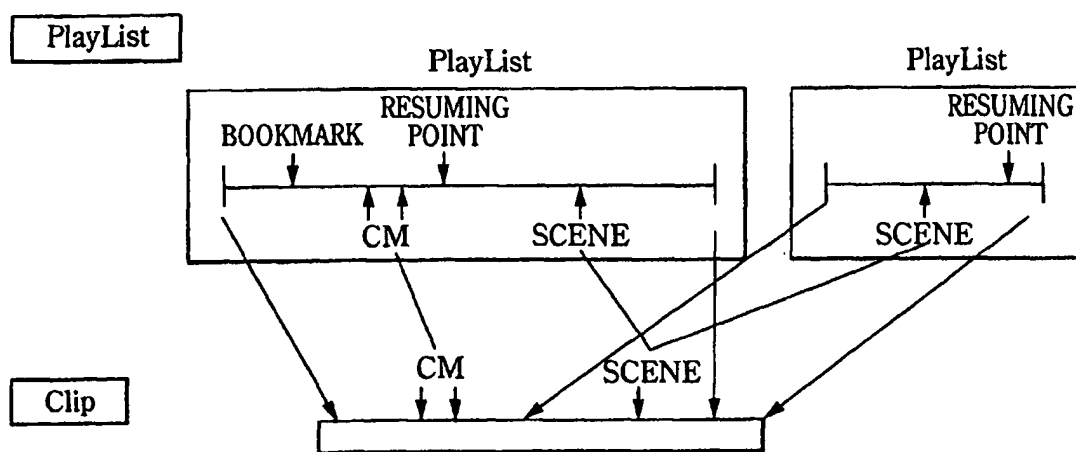 PlayList
PlayList
PlayList
BOOKMARK
RESUMING
POINT
RESUMING
POINT
CM
SCENE
SCENE
CM
SCENE
Clip